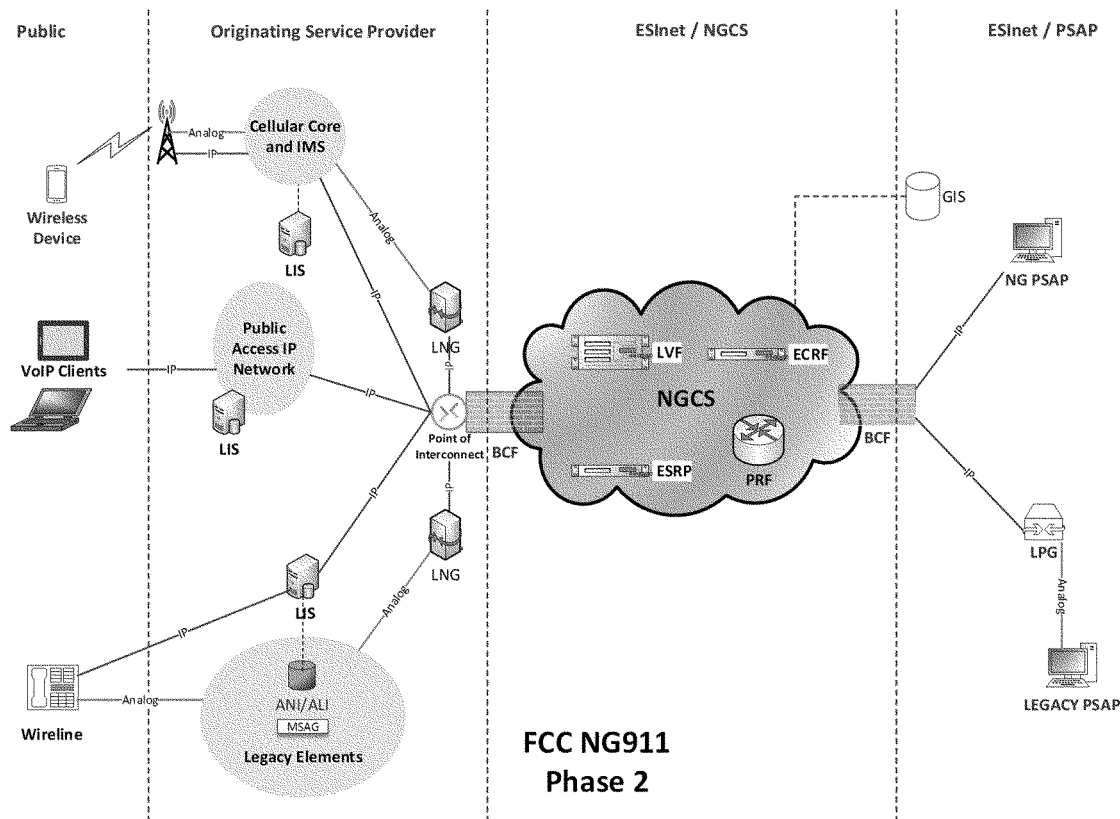 Public
Originating Service Provider
ESInet / NGCS
ESInet / PSAP
Analog
IP
Cellular Core
and IMS
Wireless
Device
LIS
Analog
IP
LNG
IP
GIS
NG PSAP
IP
VoIP Clients
IP
Public
Access IP
Network
LIS
IP
Point of
Interconnect
BCF
LVF
ECRF
NGCS
ESRP
PRF
BCF
IP
LPG
Analog
LEGACY PSAP
IP
IP
LNG
LIS
Analog
IP
Wireline
Analog
ANI/ALI
MSAG
Legacy Elements
FCC NG911
Phase 2